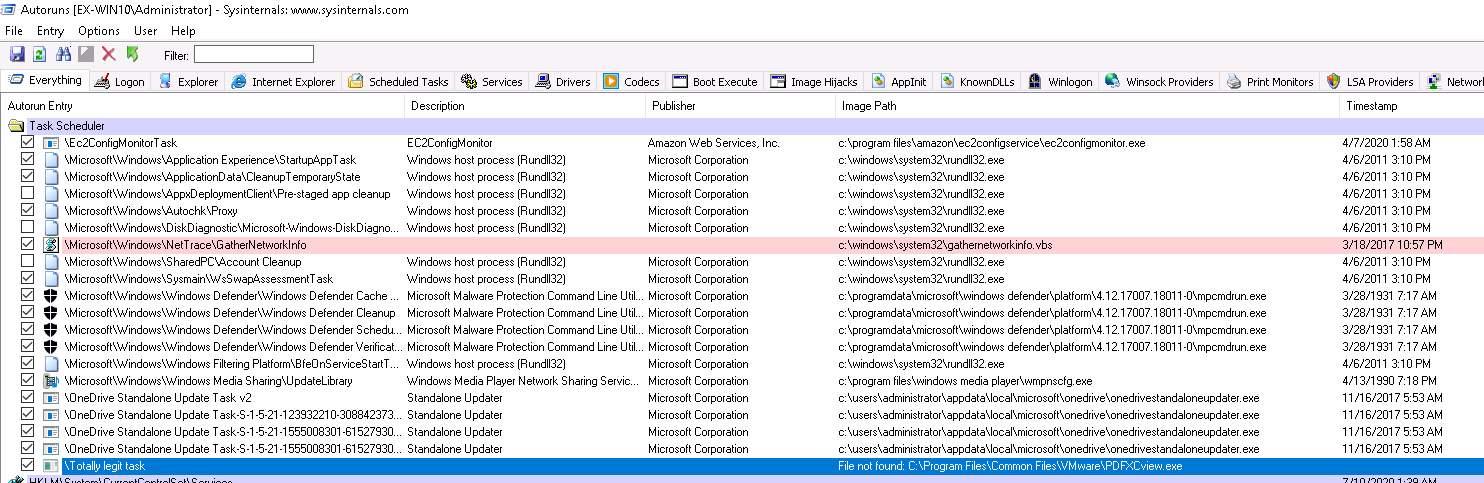 Autoruns [EX-WIN10\Administrator] - Sysinternals: www.sysinternals.com
File Entry Options User Help
Filter:
Everything Logon Explorer Internet Explorer Scheduled Tasks Services Drivers Codecs Boot Execute Image Hijacks AppInit KnownDLLs Winlogon Winsock Providers Print Monitors LSA Providers Network
Autorun Entry Description Publisher Image Path Timestamp
Task Scheduler
\Ec2ConfigMonitorTask EC2ConfigMonitor Amazon Web Services, Inc. c:\program files\amazon\ec2configservice\ec2configmonitor.exe 4/7/2020 1:58 AM
\Microsoft\Windows\Application Experience\StartupAppTask Windows host process (Rundll32) Microsoft Corporation c:\windows\system32\rundll32.exe 4/6/2011 3:10 PM
\Microsoft\Windows\ApplicationData\CleanupTemporaryState Windows host process (Rundll32) Microsoft Corporation c:\windows\system32\rundll32.exe 4/6/2011 3:10 PM
\Microsoft\Windows\AppxDeploymentClient\Pre-staged app cleanup Windows host process (Rundll32) Microsoft Corporation c:\windows\system32\rundll32.exe 4/6/2011 3:10 PM
\Microsoft\Windows\Autochk\Proxy Windows host process (Rundll32) Microsoft Corporation c:\windows\system32\rundll32.exe 4/6/2011 3:10 PM
\Microsoft\Windows\DiskDiagnostic\Microsoft-Windows-DiskDiagno... Windows host process (Rundll32) Microsoft Corporation c:\windows\system32\rundll32.exe 4/6/2011 3:10 PM
\Microsoft\Windows\NetTrace\GatherNetworkInfo c:\windows\system32\gathernetworkinfo.vbs 3/18/2017 10:57 PM
\Microsoft\Windows\SharedPC\Account Cleanup Windows host process (Rundll32) Microsoft Corporation c:\windows\system32\rundll32.exe 4/6/2011 3:10 PM
\Microsoft\Windows\Sysmain\WsSwapAssessmentTask Windows host process (Rundll32) Microsoft Corporation c:\windows\system32\rundll32.exe 4/6/2011 3:10 PM
\Microsoft\Windows\Windows Defender\Windows Defender Cache ... Microsoft Malware Protection Command Line Util... Microsoft Corporation c:\programdata\microsoft\windows defender\platform\4.12.17007.18011-0\mpcmdrun.exe 3/28/1931 7:17 AM
\Microsoft\Windows\Windows Defender\Windows Defender Cleanup Microsoft Malware Protection Command Line Util... Microsoft Corporation c:\programdata\microsoft\windows defender\platform\4.12.17007.18011-0\mpcmdrun.exe 3/28/1931 7:17 AM
\Microsoft\Windows\Windows Defender\Windows Defender Schedu... Microsoft Malware Protection Command Line Util... Microsoft Corporation c:\programdata\microsoft\windows defender\platform\4.12.17007.18011-0\mpcmdrun.exe 3/28/1931 7:17 AM
\Microsoft\Windows\Windows Defender\Windows Defender Verificat... Microsoft Malware Protection Command Line Util... Microsoft Corporation c:\programdata\microsoft\windows defender\platform\4.12.17007.18011-0\mpcmdrun.exe 3/28/1931 7:17 AM
\Microsoft\Windows\Windows Filtering Platform\BfeOnServiceStartT... Windows host process (Rundll32) Microsoft Corporation c:\windows\system32\rundll32.exe 4/6/2011 3:10 PM
\Microsoft\Windows\Windows Media Sharing\UpdateLibrary Windows Media Player Network Sharing Servic... Microsoft Corporation c:\program files\windows media player\wmpnscfg.exe 4/13/1990 7:18 PM
\OneDrive Standalone Update Task v2 Standalone Updater Microsoft Corporation c:\users\administrator\appdata\local\microsoft\onedrive\onedrivestandaloneupdater.exe 11/16/2017 5:53 AM
\OneDrive Standalone Update Task-S-1-5-21-123932210-308842373... Standalone Updater Microsoft Corporation c:\users\administrator\appdata\local\microsoft\onedrive\onedrivestandaloneupdater.exe 11/16/2017 5:53 AM
\OneDrive Standalone Update Task-S-1-5-21-1555008301-61527930... Standalone Updater Microsoft Corporation c:\users\administrator\appdata\local\microsoft\onedrive\onedrivestandaloneupdater.exe 11/16/2017 5:53 AM
\OneDrive Standalone Update Task-S-1-5-21-1555008301-61527930... Standalone Updater Microsoft Corporation c:\users\administrator\appdata\local\microsoft\onedrive\onedrivestandaloneupdater.exe 11/16/2017 5:53 AM
\Totally legit task File not found: C:\Program Files\Common Files\VMware\PDFXCview.exe
HKLM\System\CurrentControlSet\Services 7/10/2020 1:39 AM